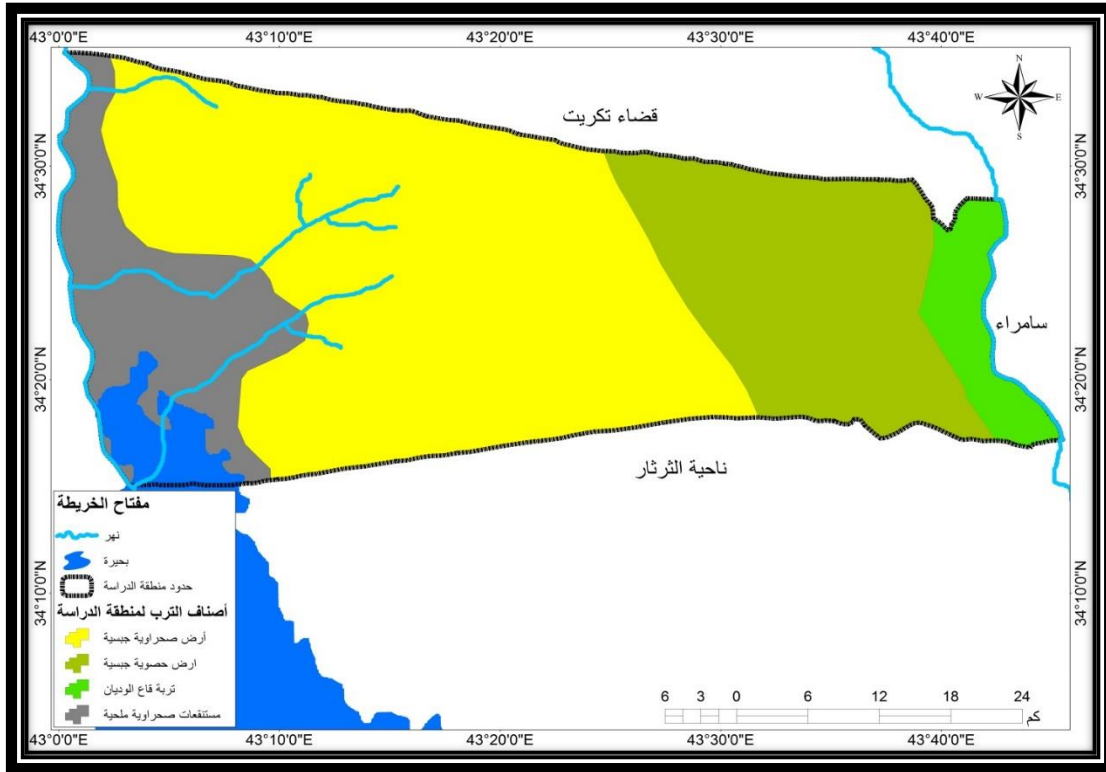 43°0'0"E 43°10'0"E 43°20'0"E 43°30'0"E 43°40'0"E
N
W E
S
قضاء تكريت
34°30'0"N 34°30'0"N
سامراء
34°20'0"N 34°20'0"N
ناحية الثرثار
مفتاح الخريطة
نهر
بحيرة
حدود منطقة الدراسة
34°10'0"N 34°10'0"N
أصناف الترب لمنطقة الدراسة
أرض صحراوية جبسية
ارض حصوية جبسية
تربة قاع الوديان
مستنقعات صحراوية ملحية
6 3 0 6 12 18 24
كم
43°0'0"E 43°10'0"E 43°20'0"E 43°30'0"E 43°40'0"E